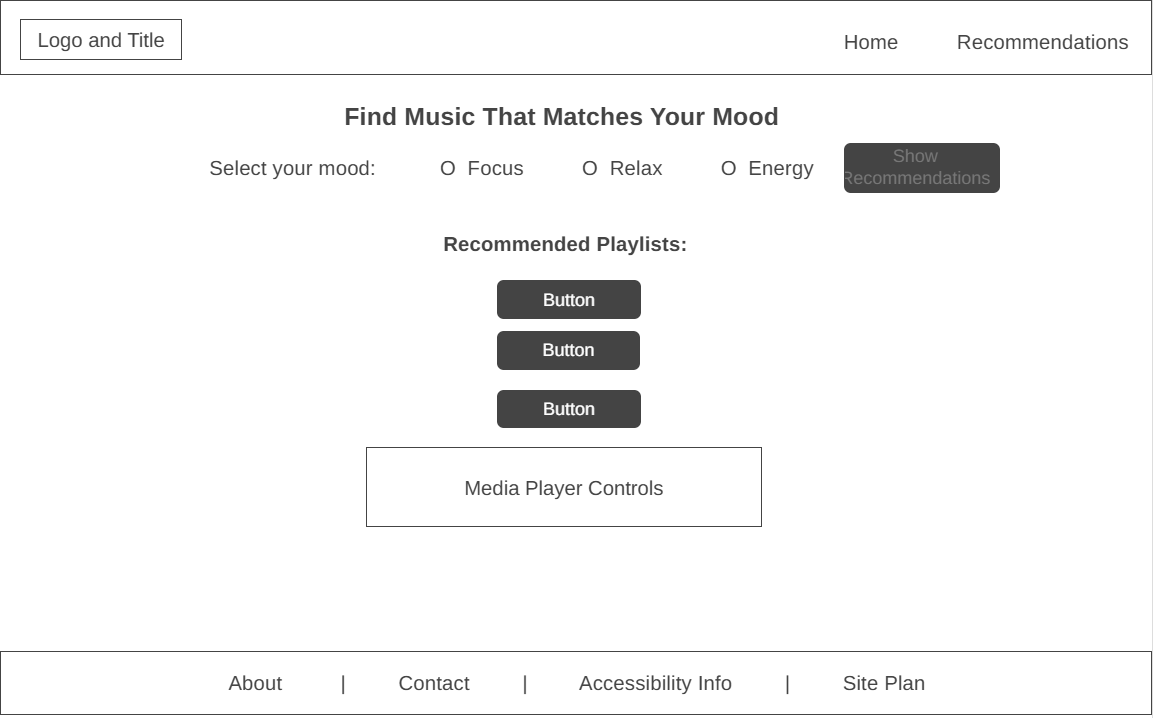 Logo and Title
Home
Recommendations
Find Music That Matches Your Mood
Select your mood:
O Focus
O Relax
O Energy
Show
Recommendations
Recommended Playlists:
Button
Button
Button
Media Player Controls
About | Contact | Accessibility Info | Site Plan